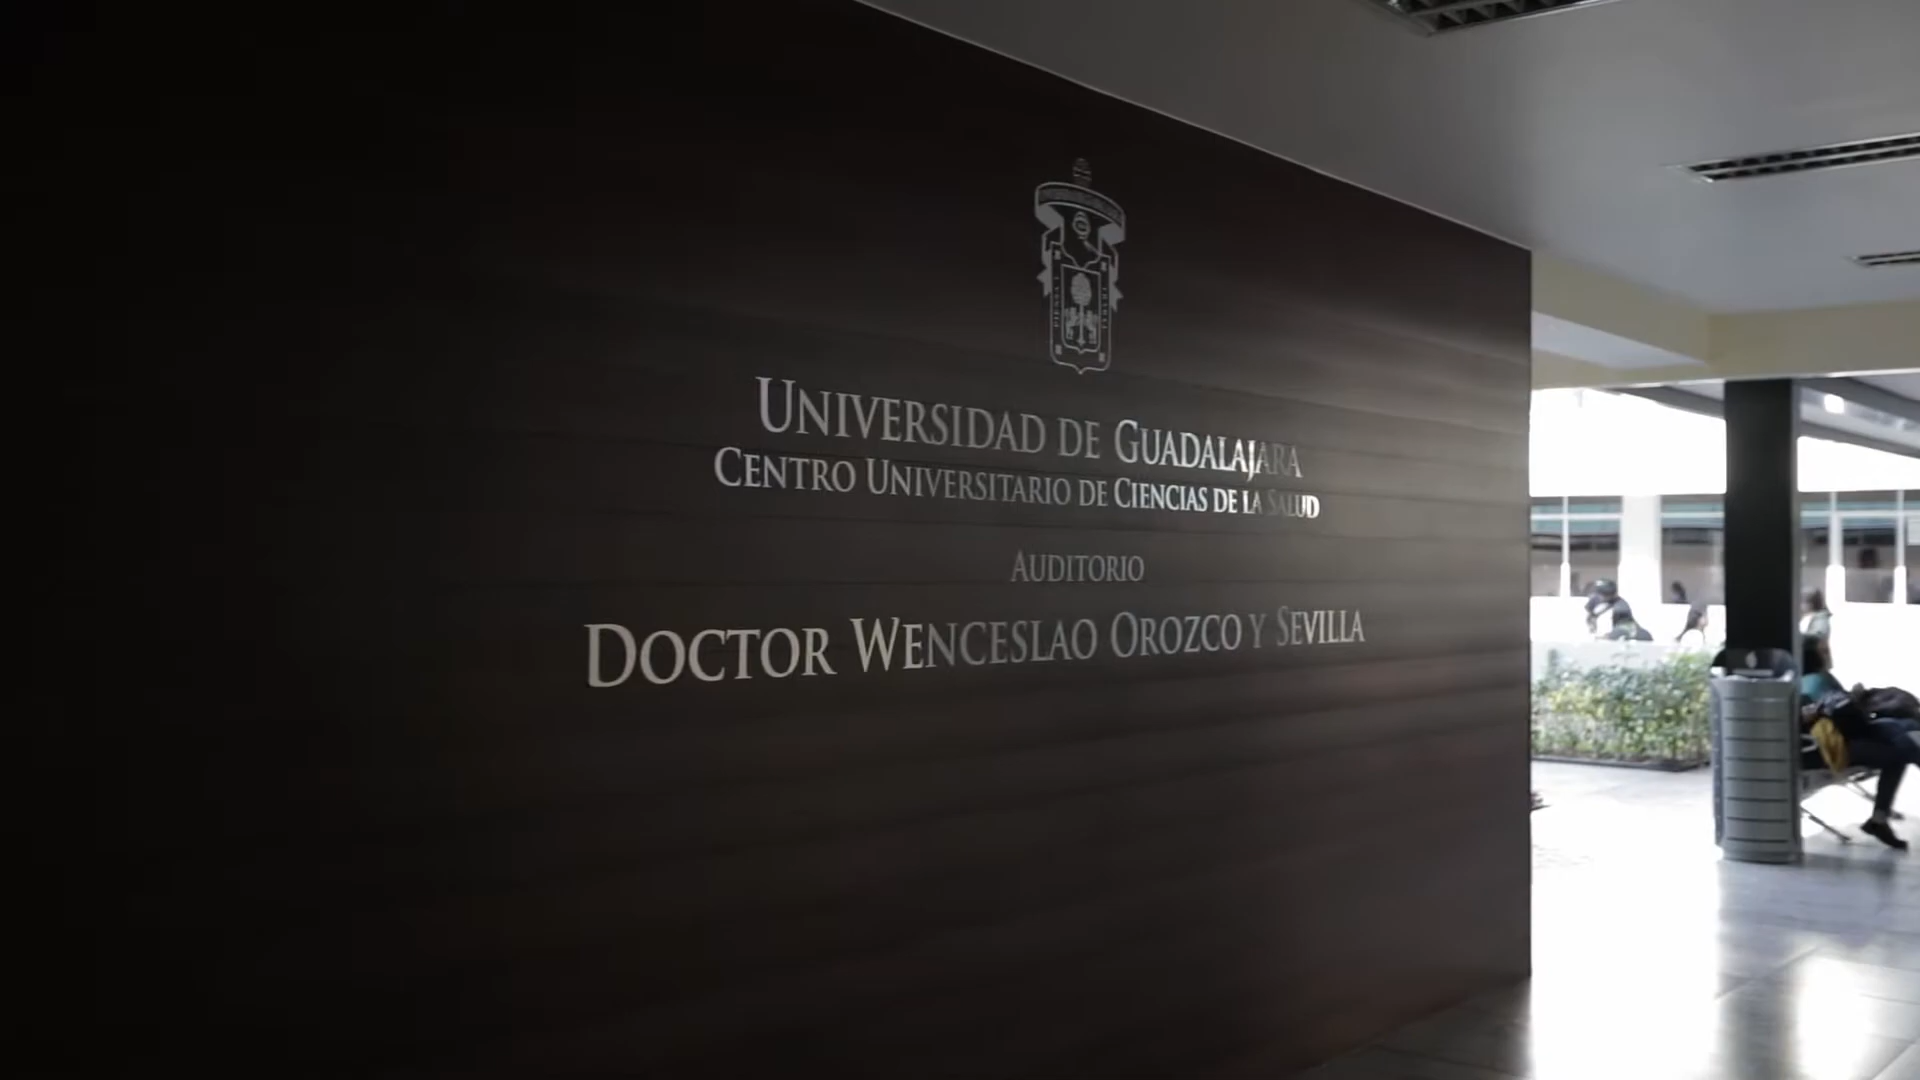 UNIVERSIDAD DE GUADALAJARA
CENTRO UNIVERSITARIO DE CIENCIAS DE LA SALUD
AUDITORIO
DOCTOR WENCESLAO OROZCO Y SEVILLA